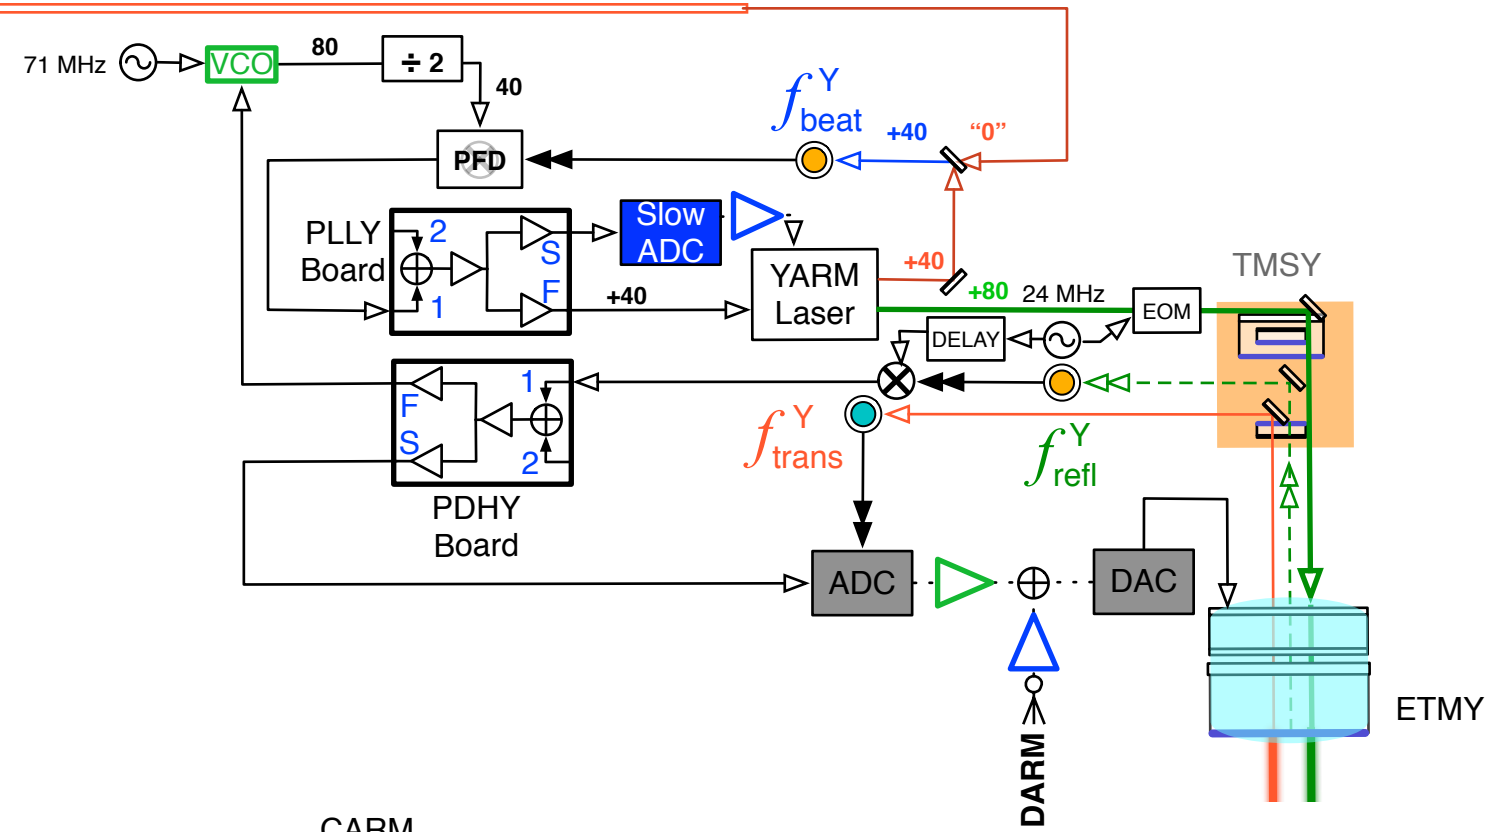 71 MHz
VCO
80
÷ 2
40
PFD
f Y beat
+40
“0”
PLLY
Board
2
1
S
F
Slow
ADC
+40
YARM
Laser
+40
+80
24 MHz
EOM
DELAY
TMSY
F
S
1
2
PDHY
Board
f Y trans
f Y refl
ADC
DAC
DARM
ETMY
CARM